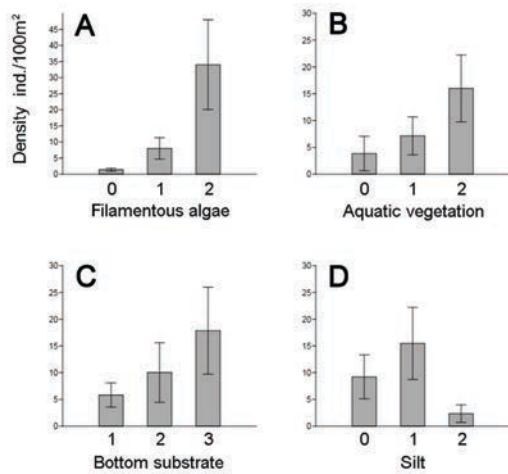 A
B
Density ind./100m²
45
40
35
30
25
20
15
10
5
0
0 1 2
Filamentous algae
30
25
20
15
10
5
0
0 1 2
Aquatic vegetation
C
30
25
20
15
10
5
0
1 2 3
Bottom substrate
D
30
25
20
15
10
5
0
0 1 2
Silt